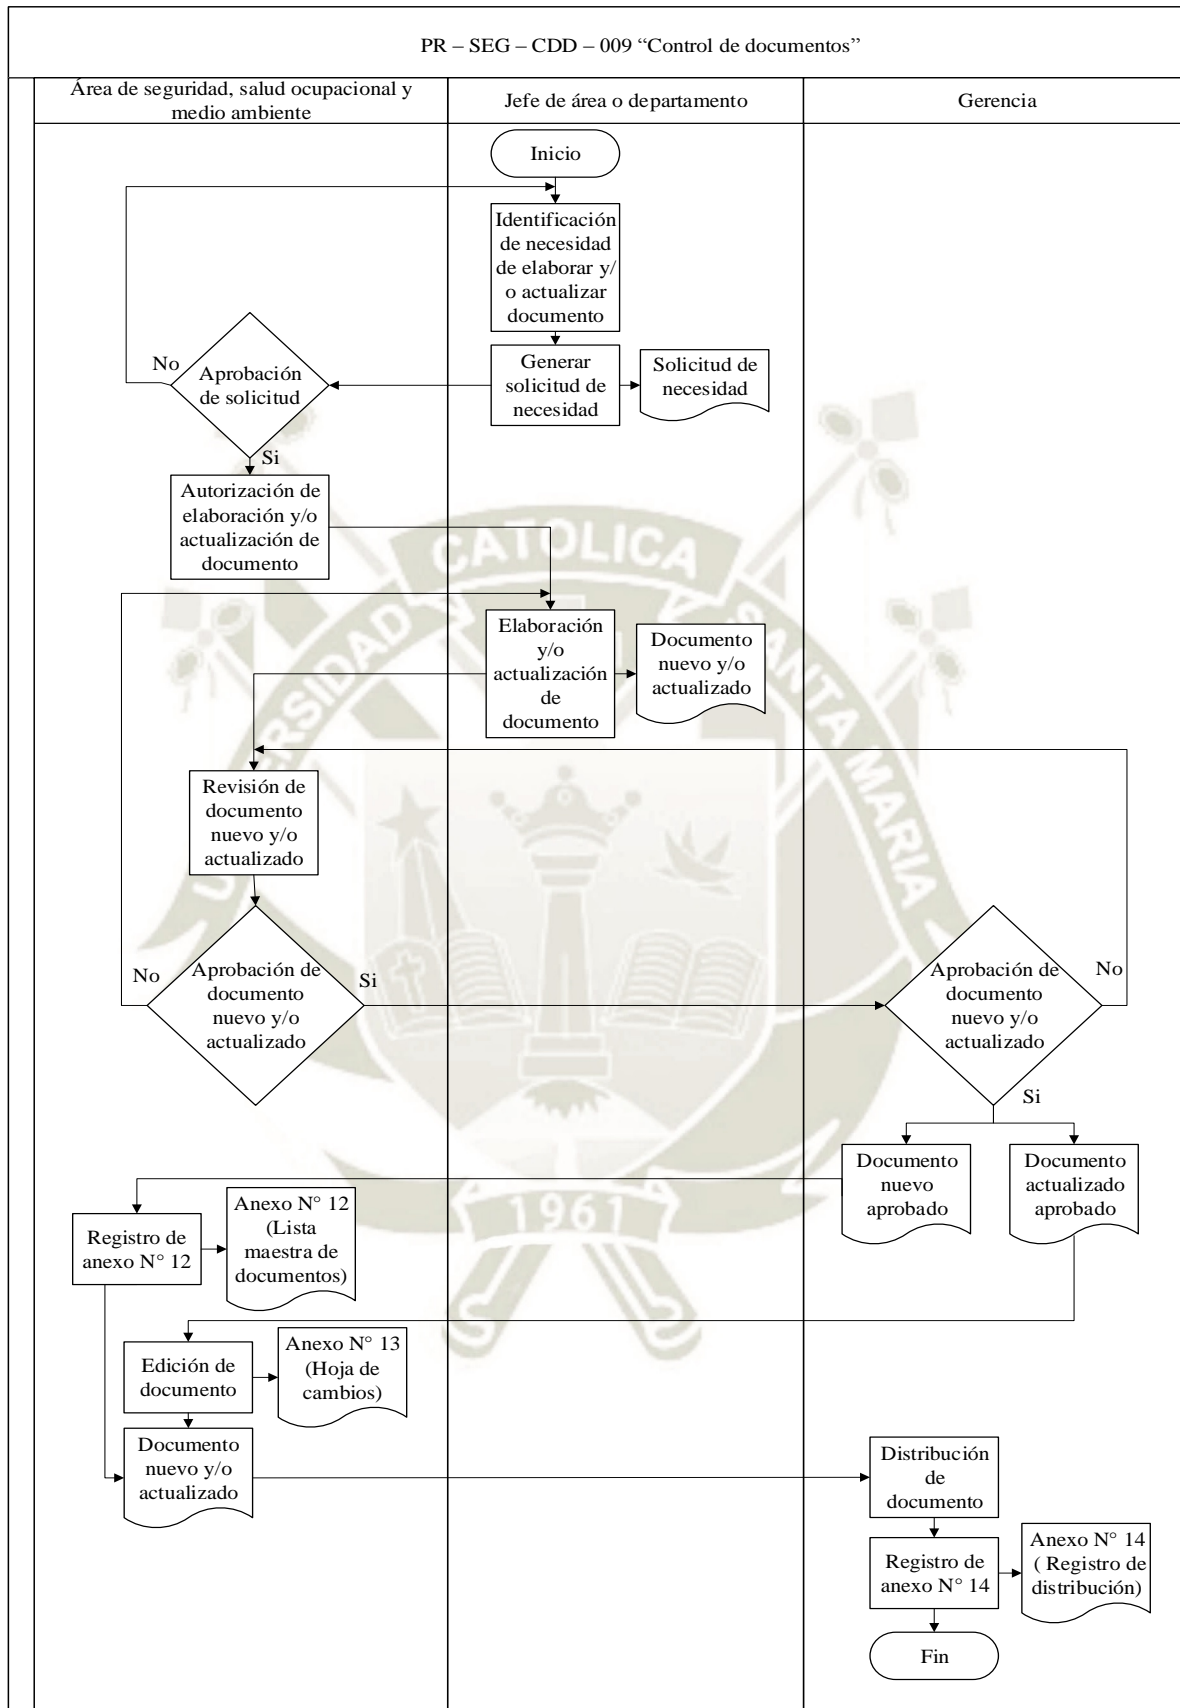 PR – SEG – CDD – 009 “Control de documentos”
Área de seguridad, salud ocupacional y
medio ambiente
Jefe de área o departamento
Gerencia
Inicio
Identificación
de necesidad
de elaborar y/
o actualizar
documento
No
Aprobación
de solicitud
Generar
solicitud de
necesidad
Solicitud de
necesidad
Si
Autorización de
elaboración y/o
actualización de
documento
Elaboración
y/o
actualización
de
documento
Documento
nuevo y/o
actualizado
Revisión de
documento
nuevo y/o
actualizado
No
Aprobación de
documento
nuevo y/o
actualizado
Si
Aprobación de
documento
nuevo y/o
actualizado
No
Si
Documento
nuevo
aprobado
Documento
actualizado
aprobado
Registro de
anexo N° 12
Anexo N° 12
(Lista
maestra de
documentos)
Edición de
documento
Anexo N° 13
(Hoja de
cambios)
Documento
nuevo y/o
actualizado
Distribución
de
documento
Registro de
anexo N° 14
Anexo N° 14
( Registro de
distribución)
Fin
UNIVERSIDAD CATOLICA SANTA MARIA
1961